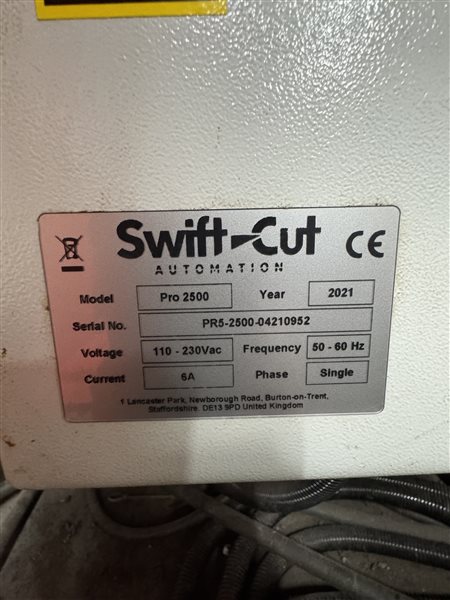 Swift-Cut CE
AUTOMATION
Model Pro 2500 Year 2021
Serial No. PR5-2500-04210952
Voltage 110 - 230Vac Frequency 50 - 60 Hz
Current 6A Phase Single
1 Lancaster Park, Newborough Road, Burton-on-Trent,
Staffordshire. DE13 9PD United Kingdom